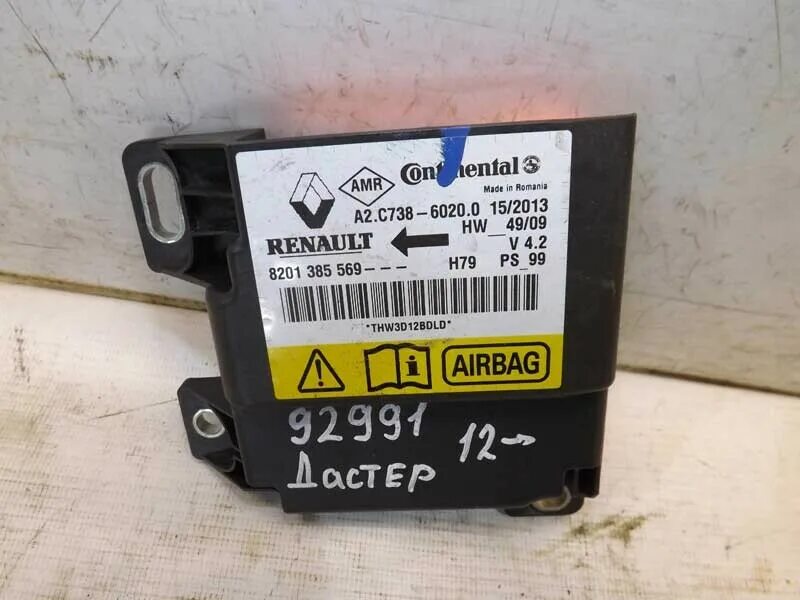 AMR Continental
Made in Romania
A2.C738-6020.0 15/2013
HW__49/09
RENAULT V 4.2
8201 385 569--- H79 PS_99
*THW3D12BDLD*
AIRBAG
92991
12→
Дастер